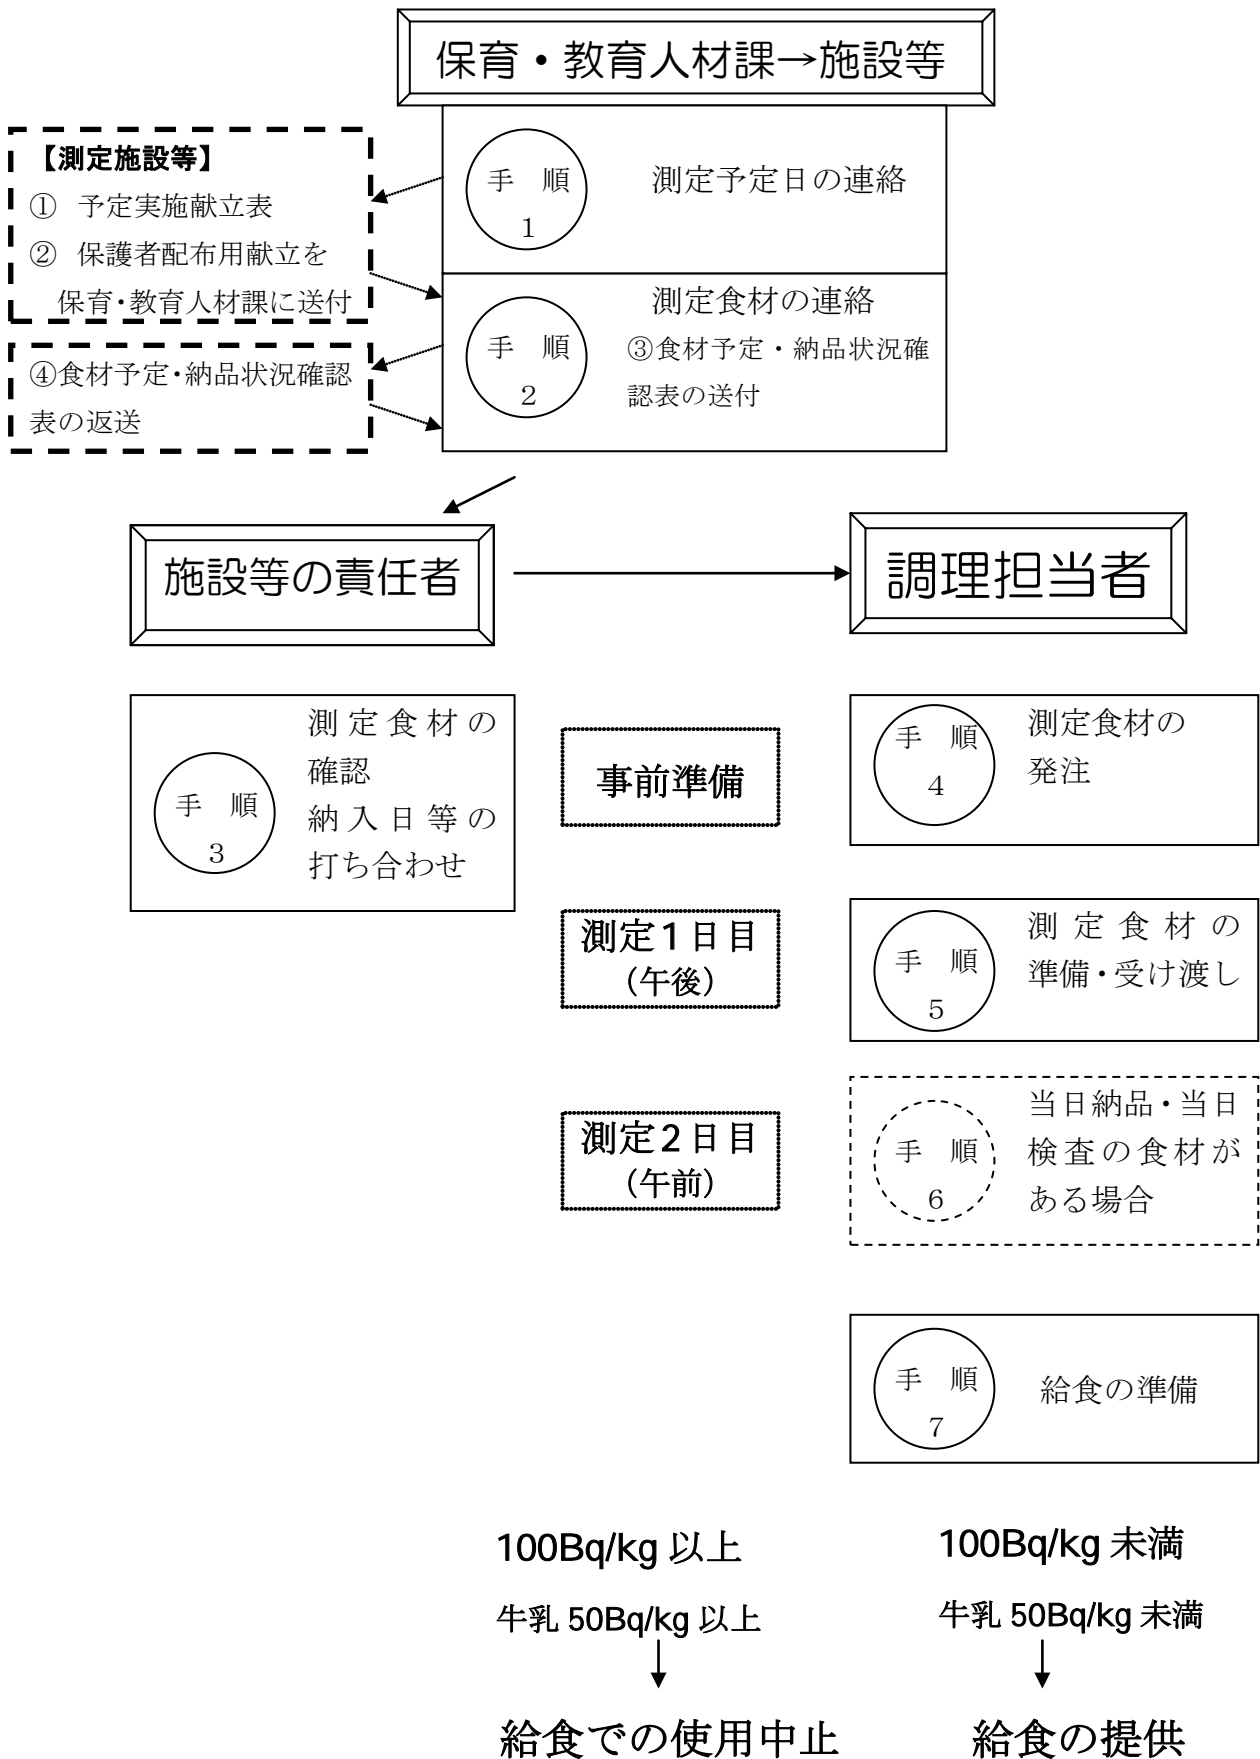 保育・教育人材課→施設等
【測定施設等】
① 予定実施献立表
② 保護者配布用献立を
保育・教育人材課に送付
手 順
1
測定予定日の連絡
手 順
2
測定食材の連絡
③食材予定・納品状況確
認表の送付
④食材予定・納品状況確認
表の返送
施設等の責任者
調理担当者
手 順
3
測定食材の
確認
納入日等の
打ち合わせ
事前準備
手 順
4
測定食材の
発注
測定1日目
(午後)
手 順
5
測定食材の
準備・受け渡し
測定2日目
(午前)
手 順
6
当日納品・当日
検査の食材が
ある場合
手 順
7
給食の準備
100Bq/kg 以上
牛乳 50Bq/kg 以上
給食での使用中止
100Bq/kg 未満
牛乳 50Bq/kg 未満
給食の提供